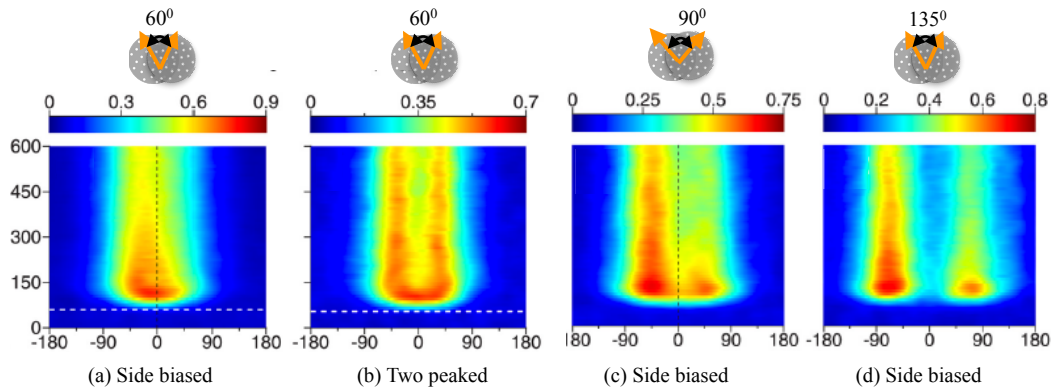 60⁰ 60⁰ 90⁰ 135⁰
0 0.3 0.6 0.9 0 0.35 0.7 0 0.25 0.5 0.75 0 0.2 0.4 0.6 0.8
600
450
300
150
0
-180 -90 0 90 180 -180 -90 0 90 180 -180 -90 0 90 180 -180 -90 0 90 180
(a) Side biased (b) Two peaked (c) Side biased (d) Side biased